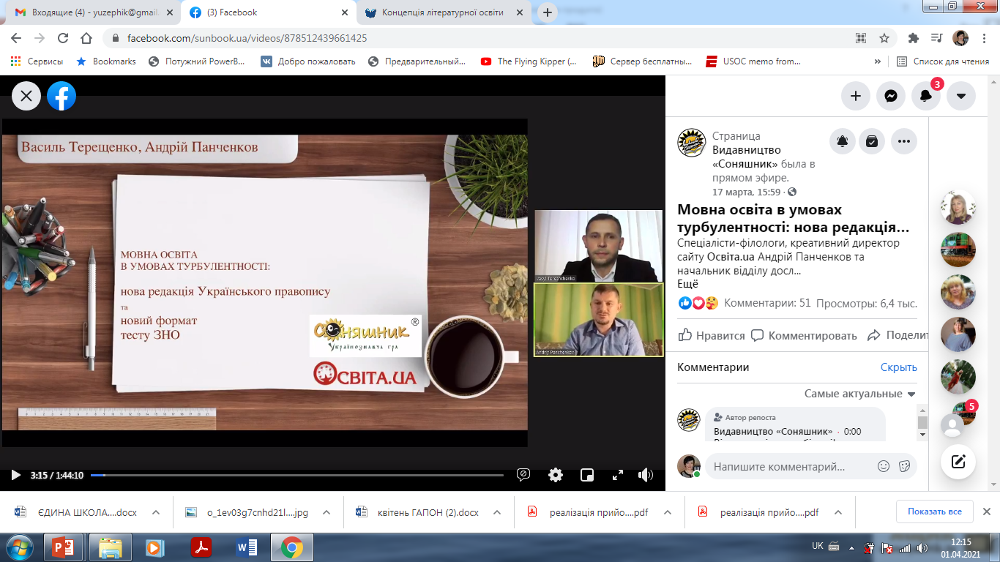 Входящие (4) - yuzephik@gmail.
(3) Facebook
Концепція літературної освіти
facebook.com/sunbook.ua/videos/878512439661425
Сервисы
Bookmarks
Потужний PowerB...
Добро пожаловать
Предварительный...
The Flying Kipper (...
Сервер бесплатны...
USOC memo from...
»
Список для чтения
3
Василь Терещенко, Андрій Панченков
МОВНА ОСВІТА
В УМОВАХ ТУРБУЛЕНТНОСТІ:
нова редакція Українського правопису
та
новий формат
тесту ЗНО
Соняшник ®
Українознавча гра
Освіта.ua
Vasyl Tereshchenko
Andriy Panchenkov
Страница
Видавництво
«Соняшник» была в
прямом эфире.
17 марта, 15:59 ·
Мовна освіта в умовах
турбулентності: нова редакція...
Спеціалісти-філологи, креативний директор
сайту Освіта.ua Андрій Панченков та
начальник відділу досл...
Ещё
Комментарии: 51 Просмотры: 6,4 тыс.
Нравится Комментировать Поделит
Комментарии Скрыть
Самые актуальные
Автор репоста
Видавництво «Соняшник» · 0:00
Напишите комментарий...
5
3:15 / 1:44:10
ЄДИНА ШКОЛА....docx
o_1ev03g7cnhd21l....jpg
квітень ГАПОН (2).docx
реалізація прийо....pdf
реалізація прийо....pdf
Показать все
UK
12:15
01.04.2021